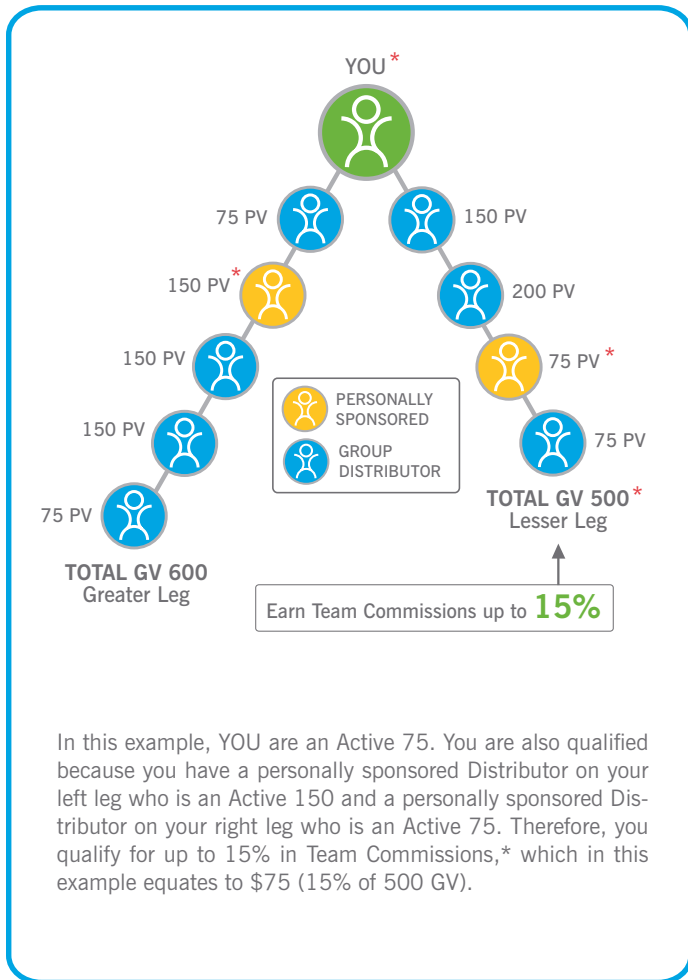 YOU*
75 PV
150 PV
150 PV*
200 PV
150 PV
75 PV*
150 PV
75 PV
75 PV
PERSONALLY
SPONSORED
GROUP
DISTRIBUTOR
TOTAL GV 500*
Lesser Leg
TOTAL GV 600
Greater Leg
Earn Team Commissions up to 15%
In this example, YOU are an Active 75. You are also qualified
because you have a personally sponsored Distributor on your
left leg who is an Active 150 and a personally sponsored Dis-
tributor on your right leg who is an Active 75. Therefore, you
qualify for up to 15% in Team Commissions,* which in this
example equates to $75 (15% of 500 GV).